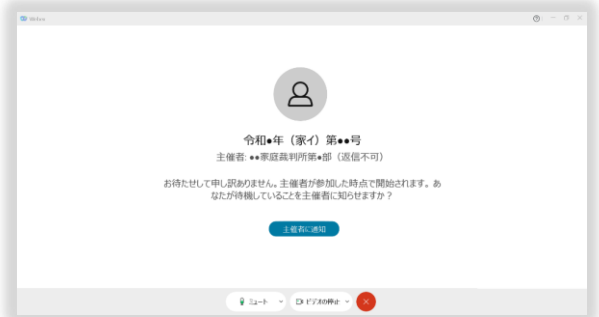 Webex
令和●年（家イ）第●●号
主催者: ●●家庭裁判所第●部（返信不可）
お待たせして申し訳ありません。主催者が参加した時点で開始されます。あ
なたが待機していることを主催者に知らせますか？
主催者に通知
ミュート
ビデオの停止